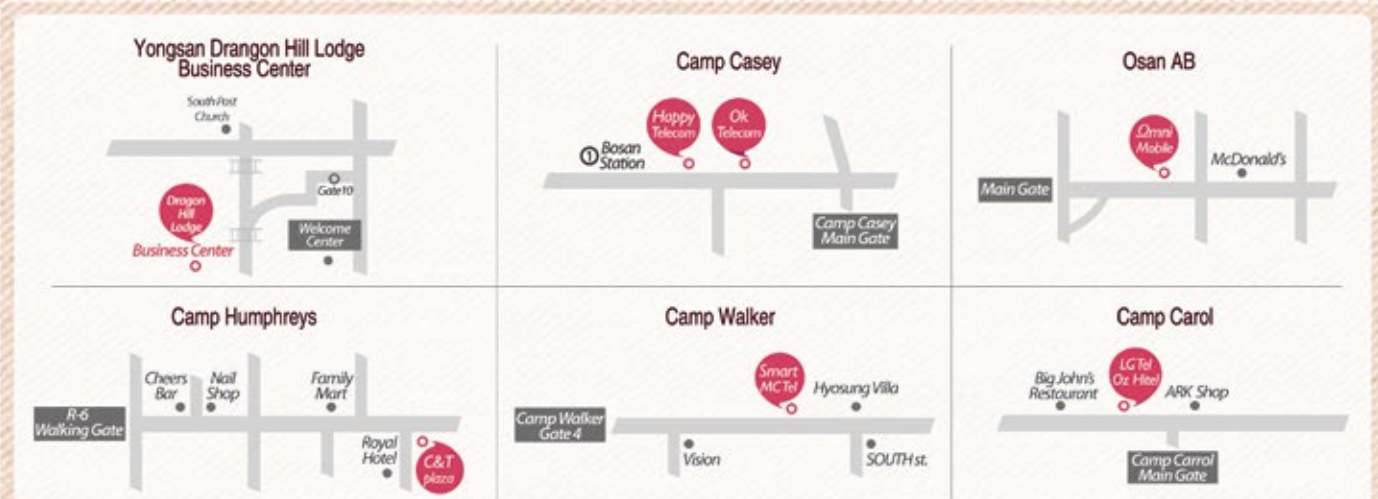 Yongsan Drangon Hill Lodge
Business Center
South Post
Church
Gate10
Dragon
Hill
Lodge
Business Center
Welcome
Center
Camp Casey
Happy
Telecom
Ok
Telecom
1 Bosan
Station
Camp Casey
Main Gate
Osan AB
Ωmni
Mobile
McDonald's
Main Gate
Camp Humphreys
Cheers
Bar
Nail
Shop
Family
Mart
R-6
Walking Gate
Royal
Hotel
C&T
plaza
Camp Walker
Smart
MC Tel
Hyosung Villa
Camp Walker
Gate 4
Vision
SOUTH st.
Camp Carol
LG Tel
Oz Hitel
Big John's
Restaurant
ARK Shop
Camp Carrol
Main Gate